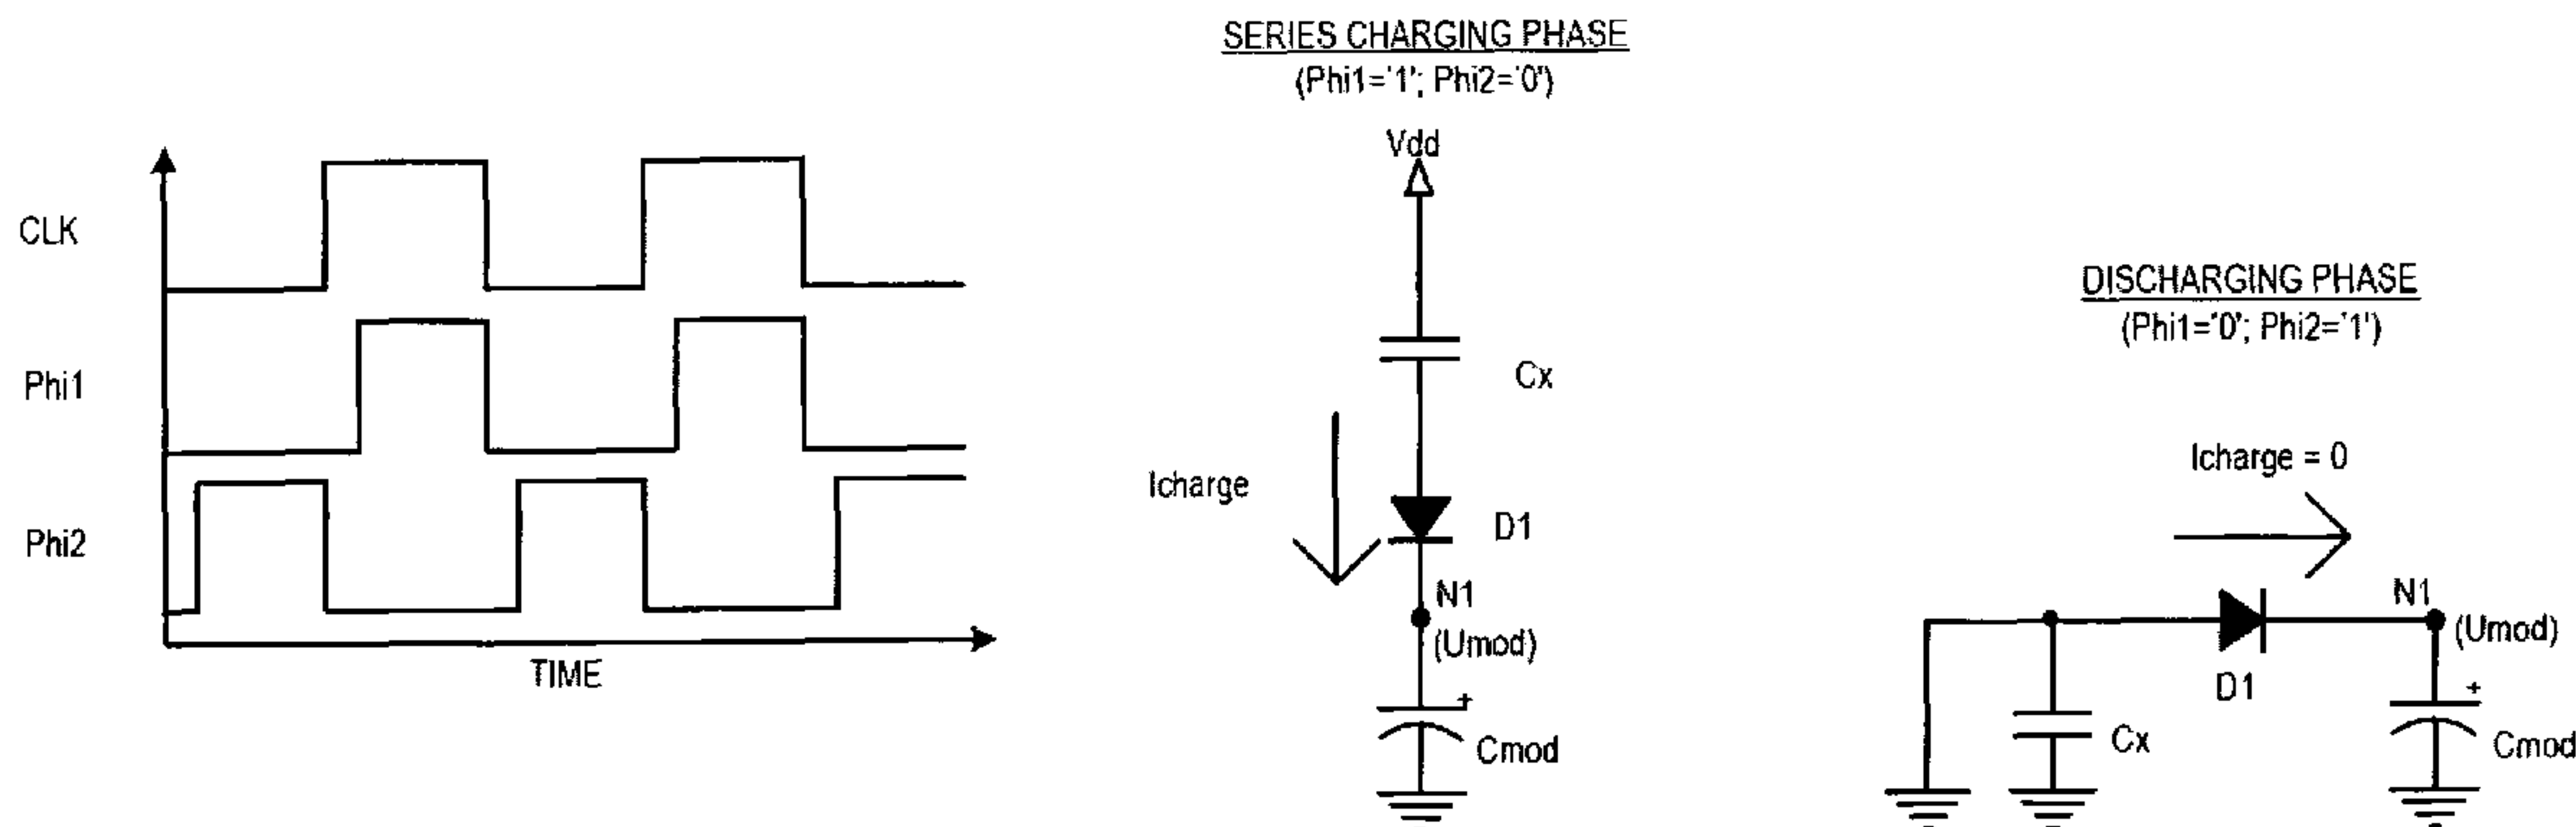 CLK
Phi1
Phi2
TIME
SERIES CHARGING PHASE
(Phi1='1'; Phi2='0')
Vdd
Cx
Icharge
D1
N1
(Umod)
+
Cmod
DISCHARGING PHASE
(Phi1='0'; Phi2='1')
Icharge = 0
N1
(Umod)
D1
+
Cx
Cmod